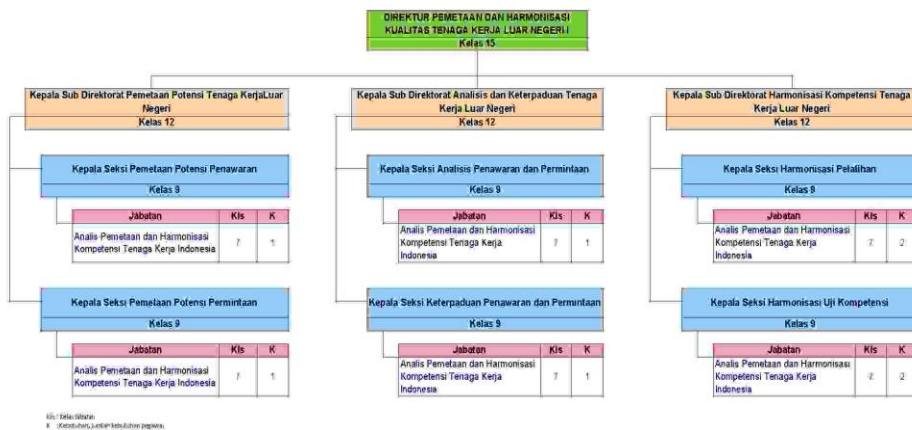 DIREKTUR PEMETAAN DAN HARMONISASI
KUALITAS TENAGA KERJA LUAR NEGERI I
Kelas 15
Kepala Sub Direktorat Pemetaan Potensi Tenaga KerjaLuar
Negeri
Kelas 12
Kepala Seksi Pemetaan Potensi Penawaran
Kelas 9
Jabatan Kls K
Analis Pemetaan dan Harmonisasi
Kompetensi Tenaga Kerja Indonesia 7 1
Kepala Seksi Pemetaan Potensi Permintaan
Kelas 9
Jabatan Kls K
Analis Pemetaan dan Harmonisasi
Kompetensi Tenaga Kerja Indonesia 7 1
Kepala Sub Direktorat Analisis dan Keterpaduan Tenaga
Kerja Luar Negeri
Kelas 12
Kepala Seksi Analisis Penawaran dan Permintaan
Kelas 9
Jabatan Kls K
Analis Pemetaan dan Harmonisasi
Kompetensi Tenaga Kerja 7 1
Indonesia
Kepala Seksi Keterpaduan Penawaran dan Permintaan
Kelas 9
Jabatan Kls K
Analis Pemetaan dan Harmonisasi
Kompetensi Tenaga Kerja 7 1
Indonesia
Kepala Sub Direktorat Harmonisasi Kompetensi Tenaga
Kerja Luar Negeri
Kelas 12
Kepala Seksi Harmonisasi Pelatihan
Kelas 9
Jabatan Kls K
Analis Pemetaan dan Harmonisasi
Kompetensi Tenaga Kerja 7 2
Indonesia
Kepala Seksi Harmonisasi Uji Kompetensi
Kelas 9
Jabatan Kls K
Analis Pemetaan dan Harmonisasi
Kompetensi Tenaga Kerja 7 2
Indonesia
Kls : Kelas Jabatan
K : Kebutuhan, jumlah kebutuhan pegawai